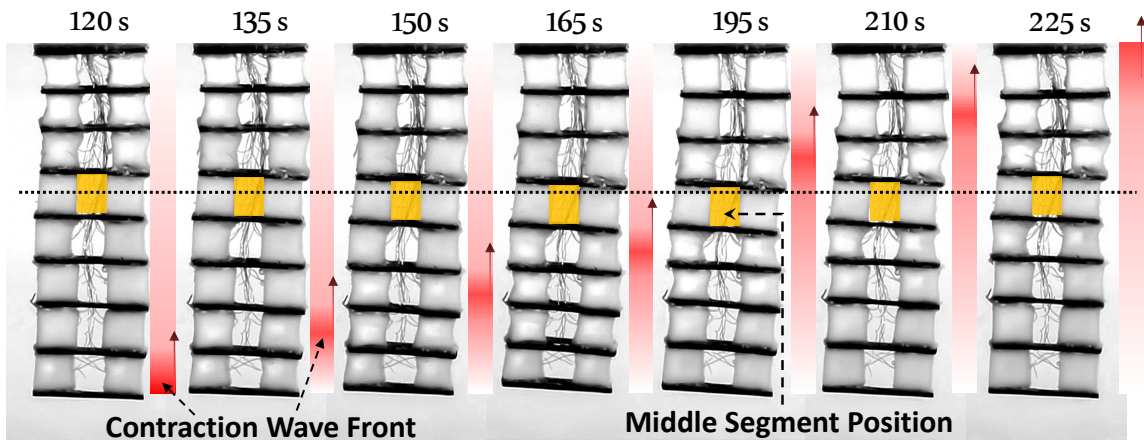 120 s 135 s 150 s 165 s 195 s 210 s 225 s
Contraction Wave Front Middle Segment Position